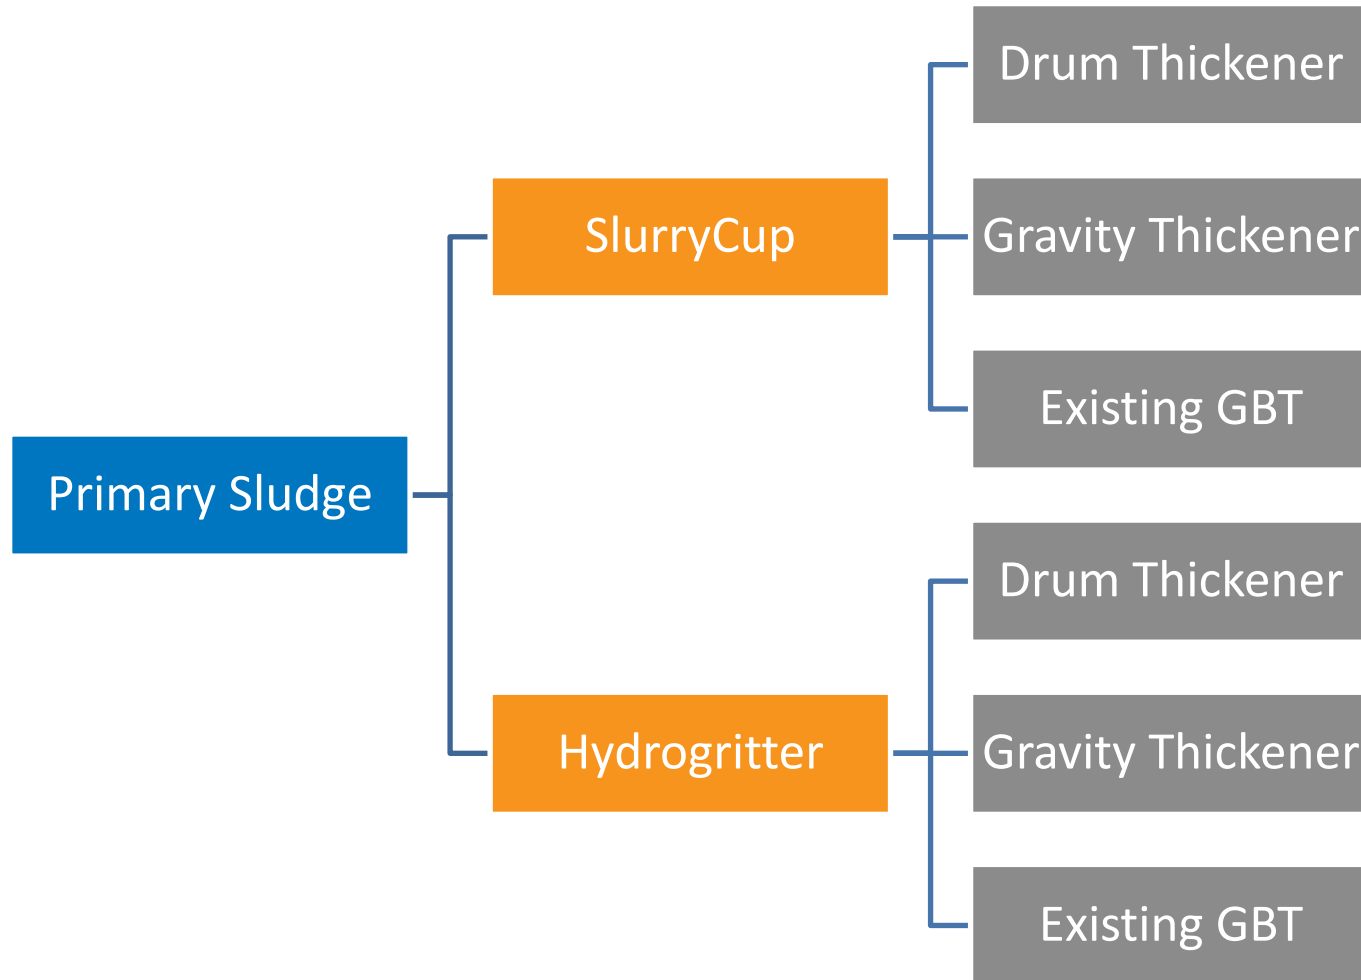 Primary Sludge
SlurryCup
Drum Thickener
Gravity Thickener
Existing GBT
Hydrogritter
Drum Thickener
Gravity Thickener
Existing GBT